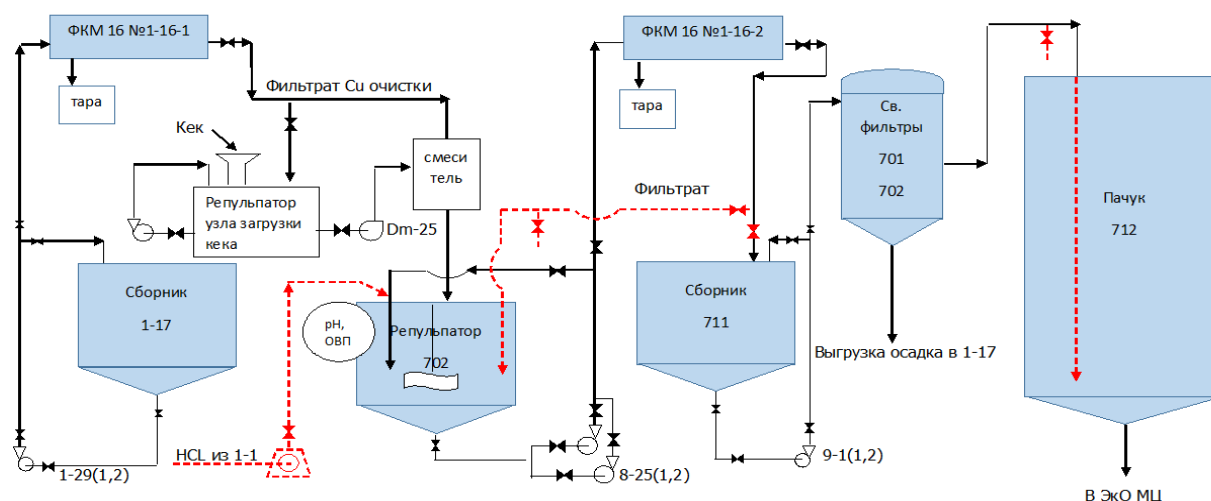 ФКМ 16 №1-16-1
тара
Фильтрат Cu очистки
Кек
Репульпатор
узла загрузки
кека
Dm-25
смеси
тель
Сборник
1-17
1-29(1,2)
HCL из 1-1
pH,
ОВП
Репульпатор
702
8-25(1,2)
ФКМ 16 №1-16-2
тара
Фильтрат
Сборник
711
9-1(1,2)
Св.
фильтры
701
702
Выгрузка осадка в 1-17
Пачук
712
В ЭкО МЦ